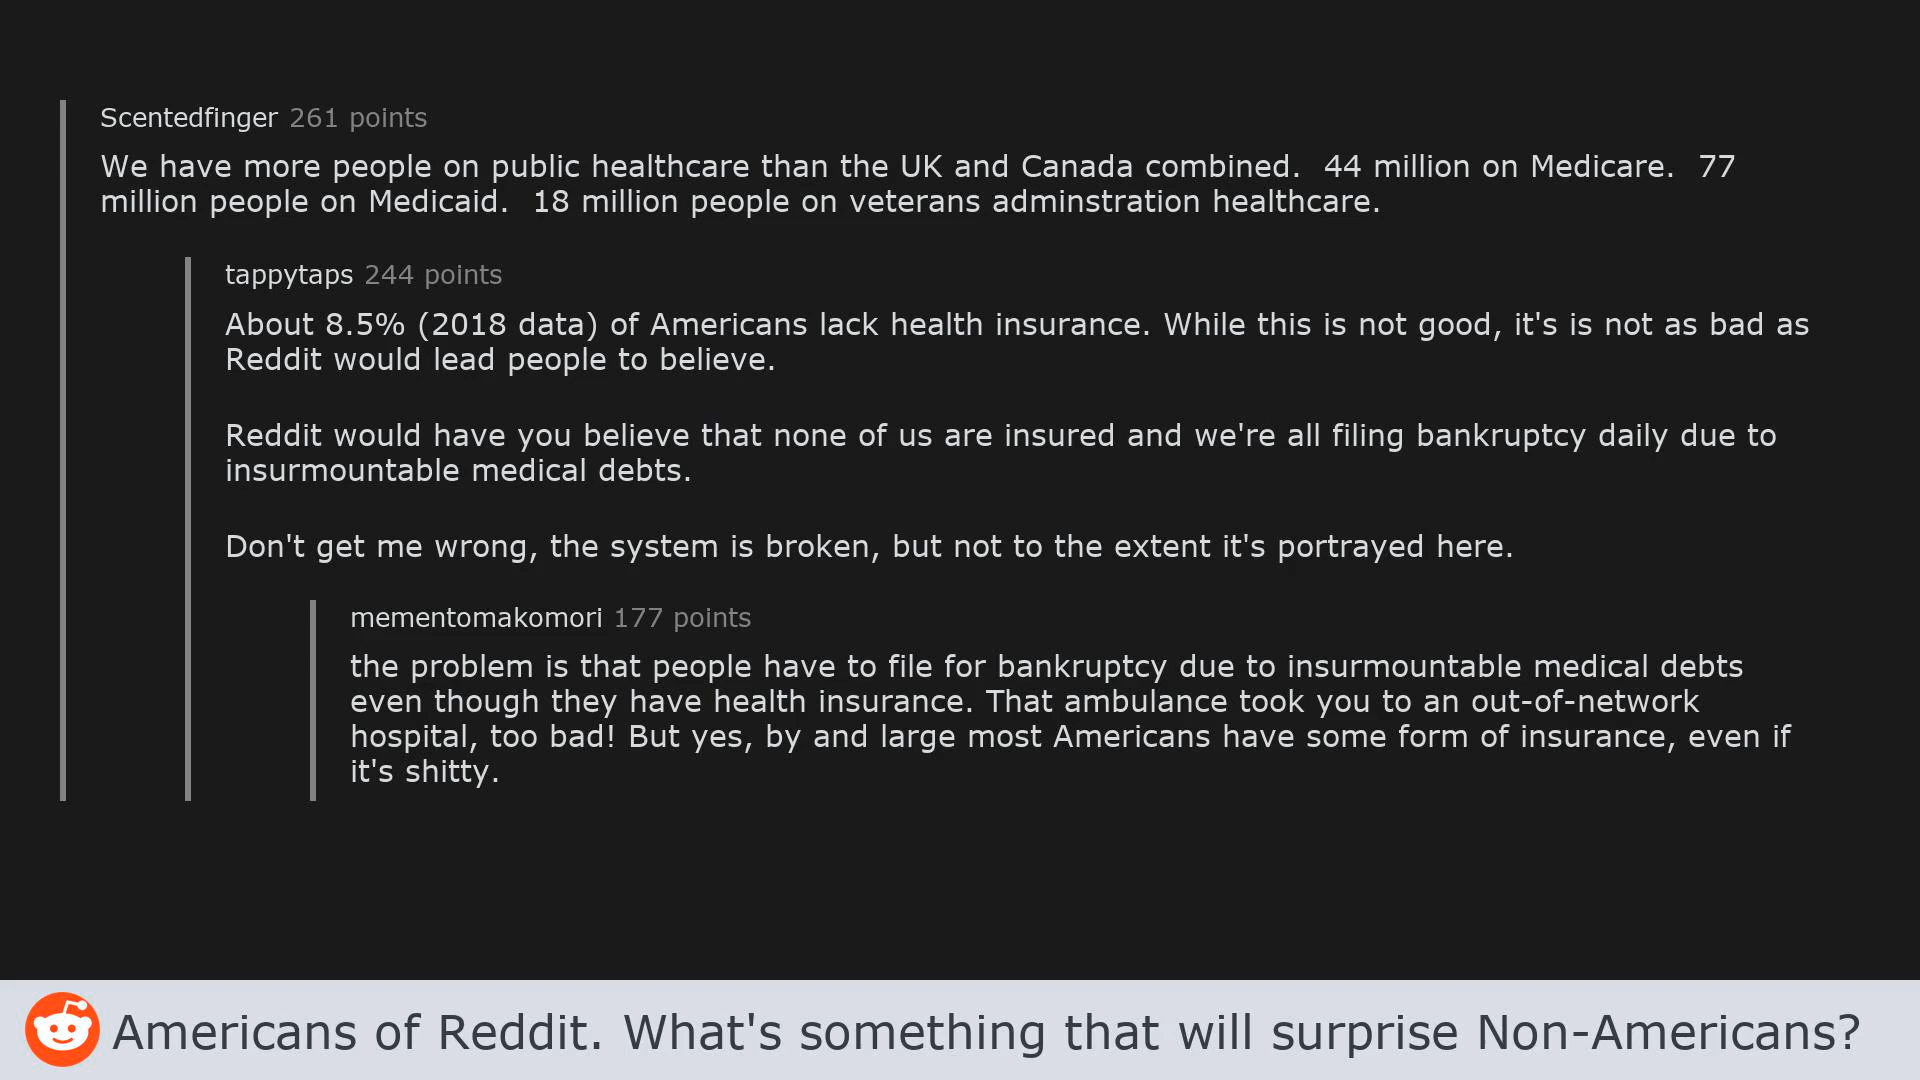 Scentedfinger 261 points
We have more people on public healthcare than the UK and Canada combined.  44 million on Medicare.  77
million people on Medicaid.  18 million people on veterans adminstration healthcare.
tappytaps 244 points
About 8.5% (2018 data) of Americans lack health insurance. While this is not good, it's is not as bad as
Reddit would lead people to believe.
Reddit would have you believe that none of us are insured and we're all filing bankruptcy daily due to
insurmountable medical debts.
Don't get me wrong, the system is broken, but not to the extent it's portrayed here.
mementomakomori 177 points
the problem is that people have to file for bankruptcy due to insurmountable medical debts
even though they have health insurance. That ambulance took you to an out-of-network
hospital, too bad! But yes, by and large most Americans have some form of insurance, even if
it's shitty.
Americans of Reddit. What's something that will surprise Non-Americans?